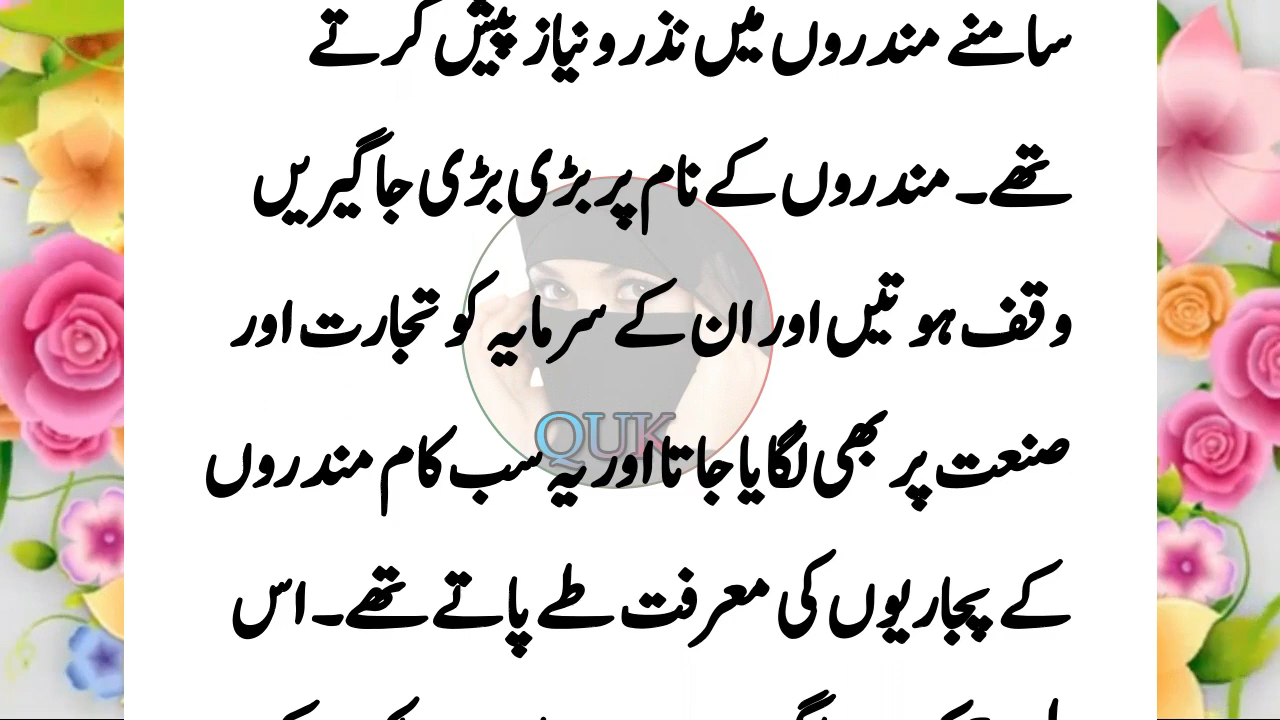 سامنے مندروں میں نذر و نیاز پیش کرتے
تھے۔ مندروں کے نام پر بڑی بڑی جاگیریں
وقف ہوتیں اور ان کے سرمایہ کو تجارت اور
QUK
صنعت پر بھی لگایا جاتا اور یہ سب کام مندروں
کے پجاریوں کی معرفت طے پاتے تھے۔ اس